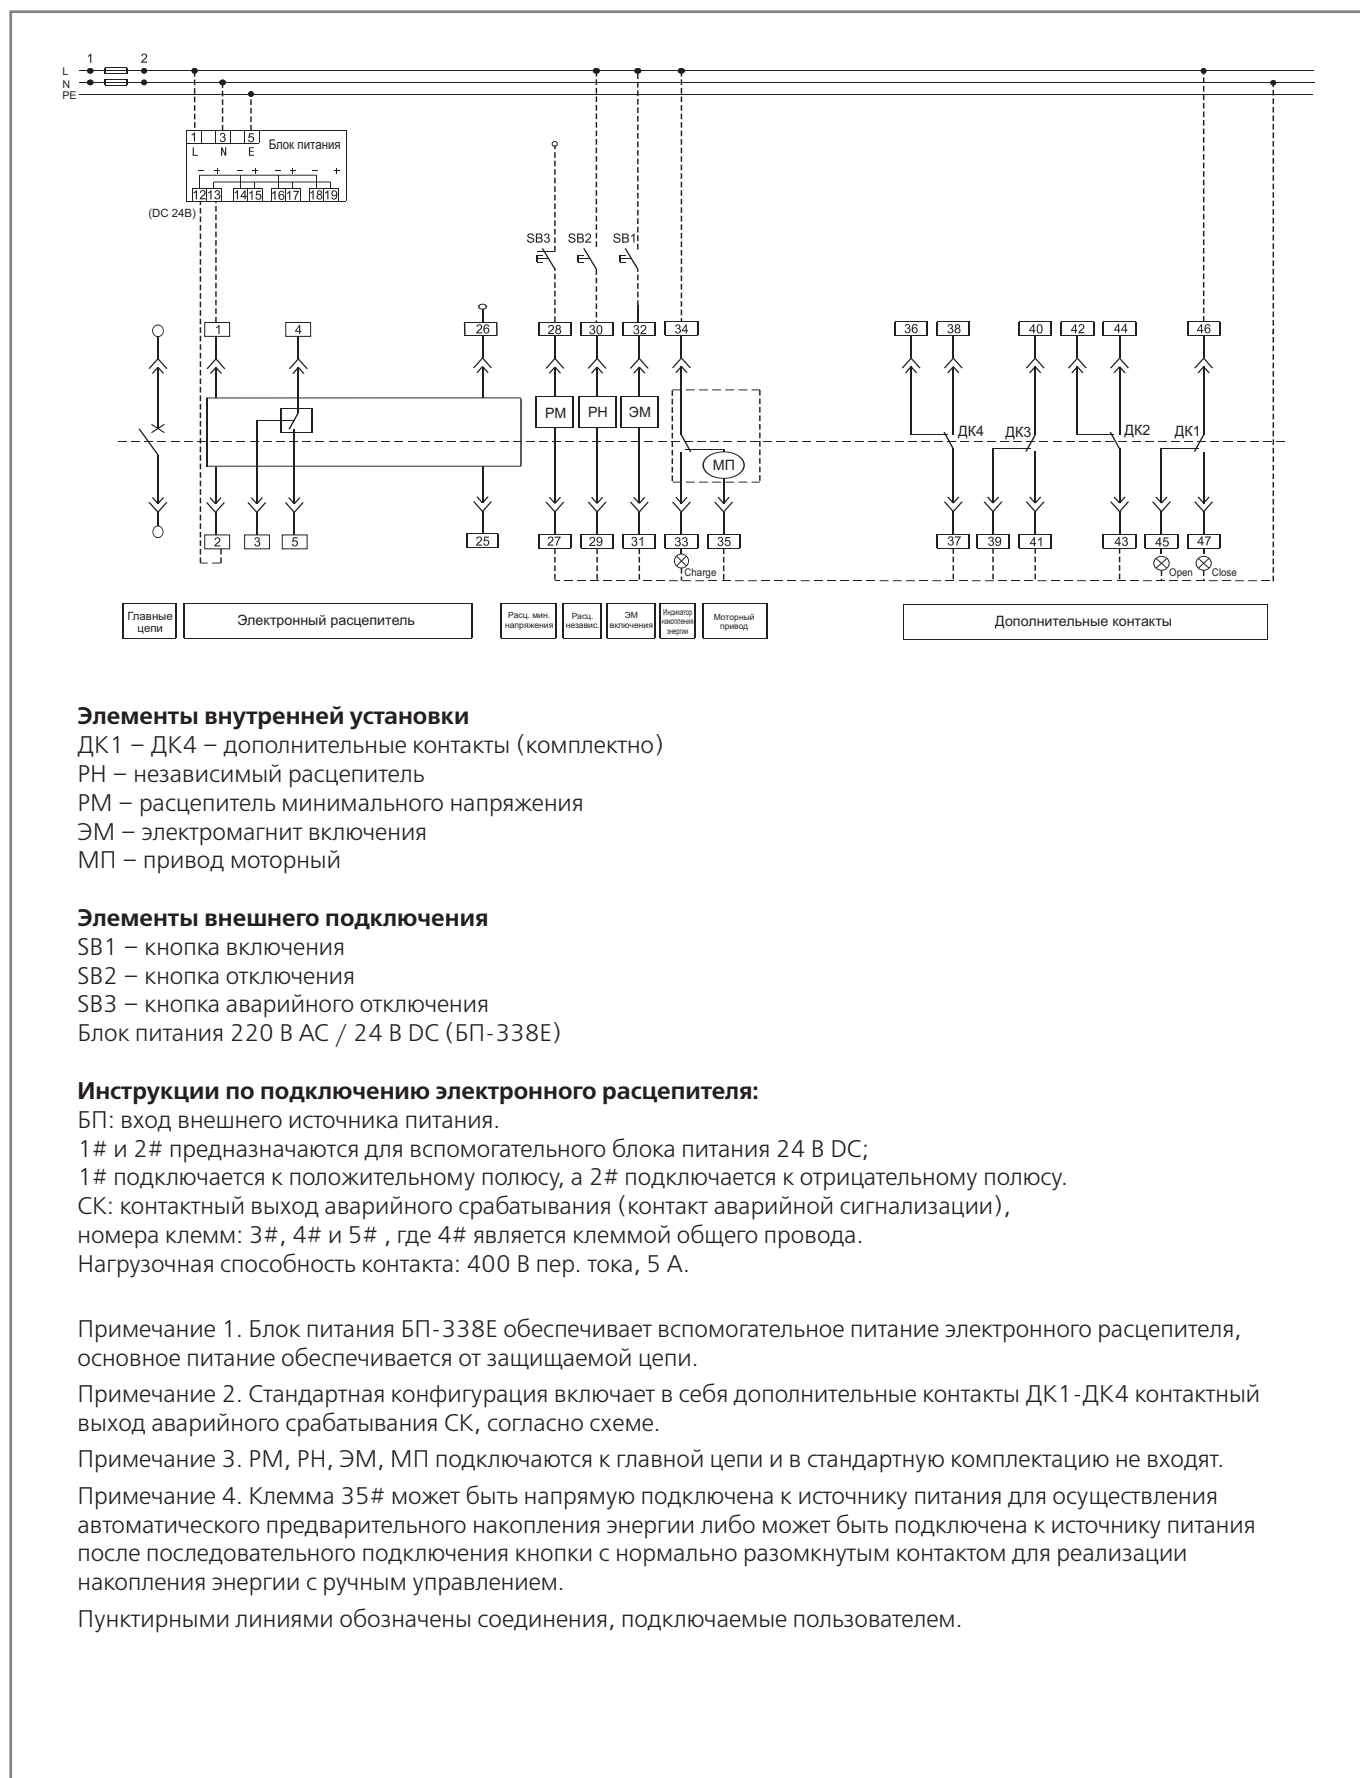 1 2
L
N
PE
1 3 5 Блок питания
L N E
– + – + – + – +
12 13 14 15 16 17 18 19
(DC 24В)
SB3 SB2 SB1
1 4 26 28 30 32 34 36 38 40 42 44 46
РМ РН ЭМ
ДК4 ДК3 ДК2 ДК1
МП
2 3 5 25 27 29 31 33 35 37 39 41 43 45 47
Charge Open Close
Главные
цепи
Электронный расцепитель
Расц. мин.
напряжения
Расц.
независ.
ЭМ
включения
Индикатор
накопления
энергии
Моторный
привод
Дополнительные контакты
Элементы внутренней установки
ДК1 – ДК4 – дополнительные контакты (комплектно)
РН – независимый расцепитель
РМ – расцепитель минимального напряжения
ЭМ – электромагнит включения
МП – привод моторный
Элементы внешнего подключения
SB1 – кнопка включения
SB2 – кнопка отключения
SB3 – кнопка аварийного отключения
Блок питания 220 В AC / 24 В DC (БП-338Е)
Инструкции по подключению электронного расцепителя:
БП: вход внешнего источника питания.
1# и 2# предназначаются для вспомогательного блока питания 24 В DC;
1# подключается к положительному полюсу, а 2# подключается к отрицательному полюсу.
СК: контактный выход аварийного срабатывания (контакт аварийной сигнализации),
номера клемм: 3#, 4# и 5# , где 4# является клеммой общего провода.
Нагрузочная способность контакта: 400 В пер. тока, 5 А.
Примечание 1. Блок питания БП-338Е обеспечивает вспомогательное питание электронного расцепителя,
основное питание обеспечивается от защищаемой цепи.
Примечание 2. Стандартная конфигурация включает в себя дополнительные контакты ДК1-ДК4 контактный
выход аварийного срабатывания СК, согласно схеме.
Примечание 3. РМ, РН, ЭМ, МП подключаются к главной цепи и в стандартную комплектацию не входят.
Примечание 4. Клемма 35# может быть напрямую подключена к источнику питания для осуществления
автоматического предварительного накопления энергии либо может быть подключена к источнику питания
после последовательного подключения кнопки с нормально разомкнутым контактом для реализации
накопления энергии с ручным управлением.
Пунктирными линиями обозначены соединения, подключаемые пользователем.